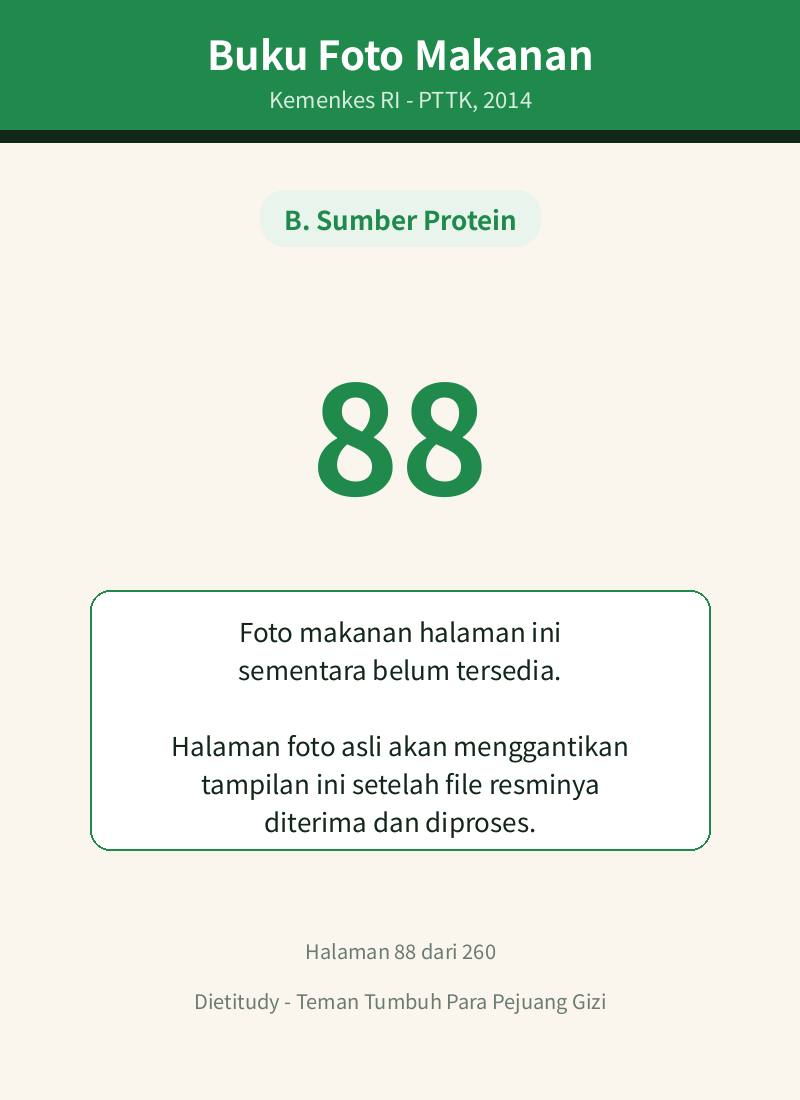 Buku Foto Makanan
Kemenkes RI - PTTK, 2014
B. Sumber Protein
88
Foto makanan halaman ini
sementara belum tersedia.
Halaman foto asli akan menggantikan
tampilan ini setelah file resminya
diterima dan diproses.
Halaman 88 dari 260
Dietitudy - Teman Tumbuh Para Pejuang Gizi